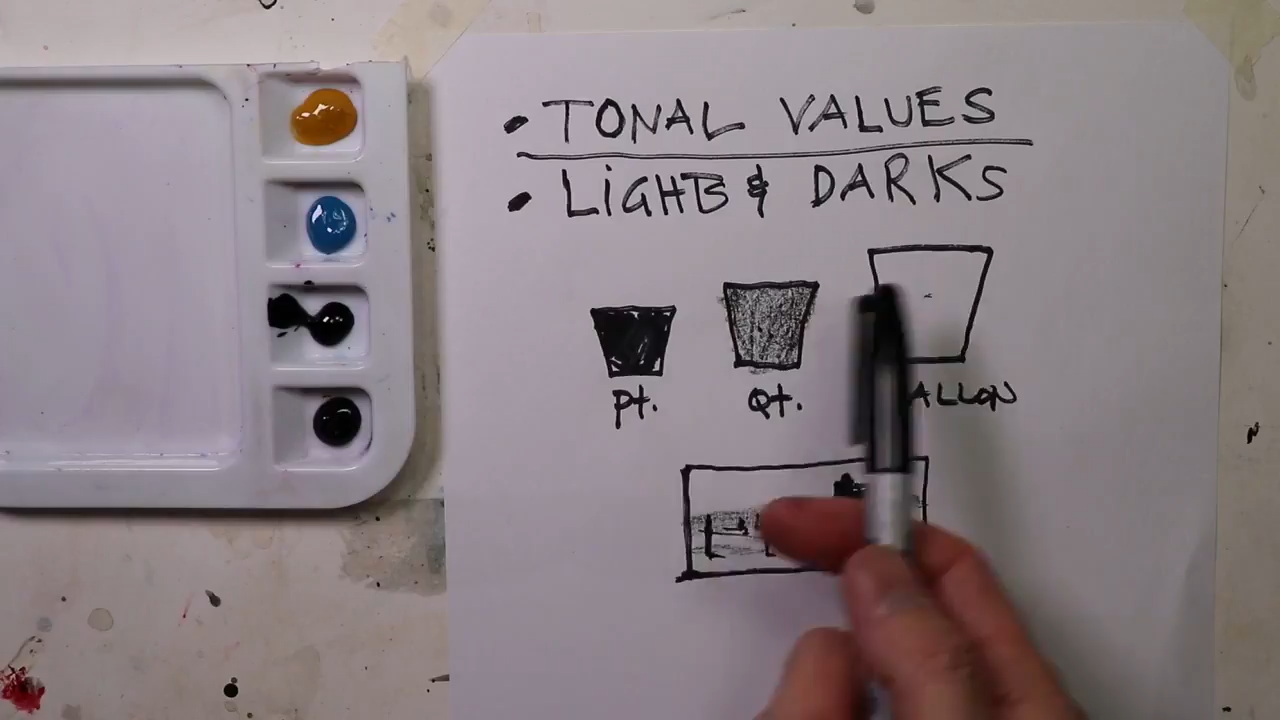 • TONAL VALUES
• LiGHTS & DARKS
Pt. Qt. ALLON